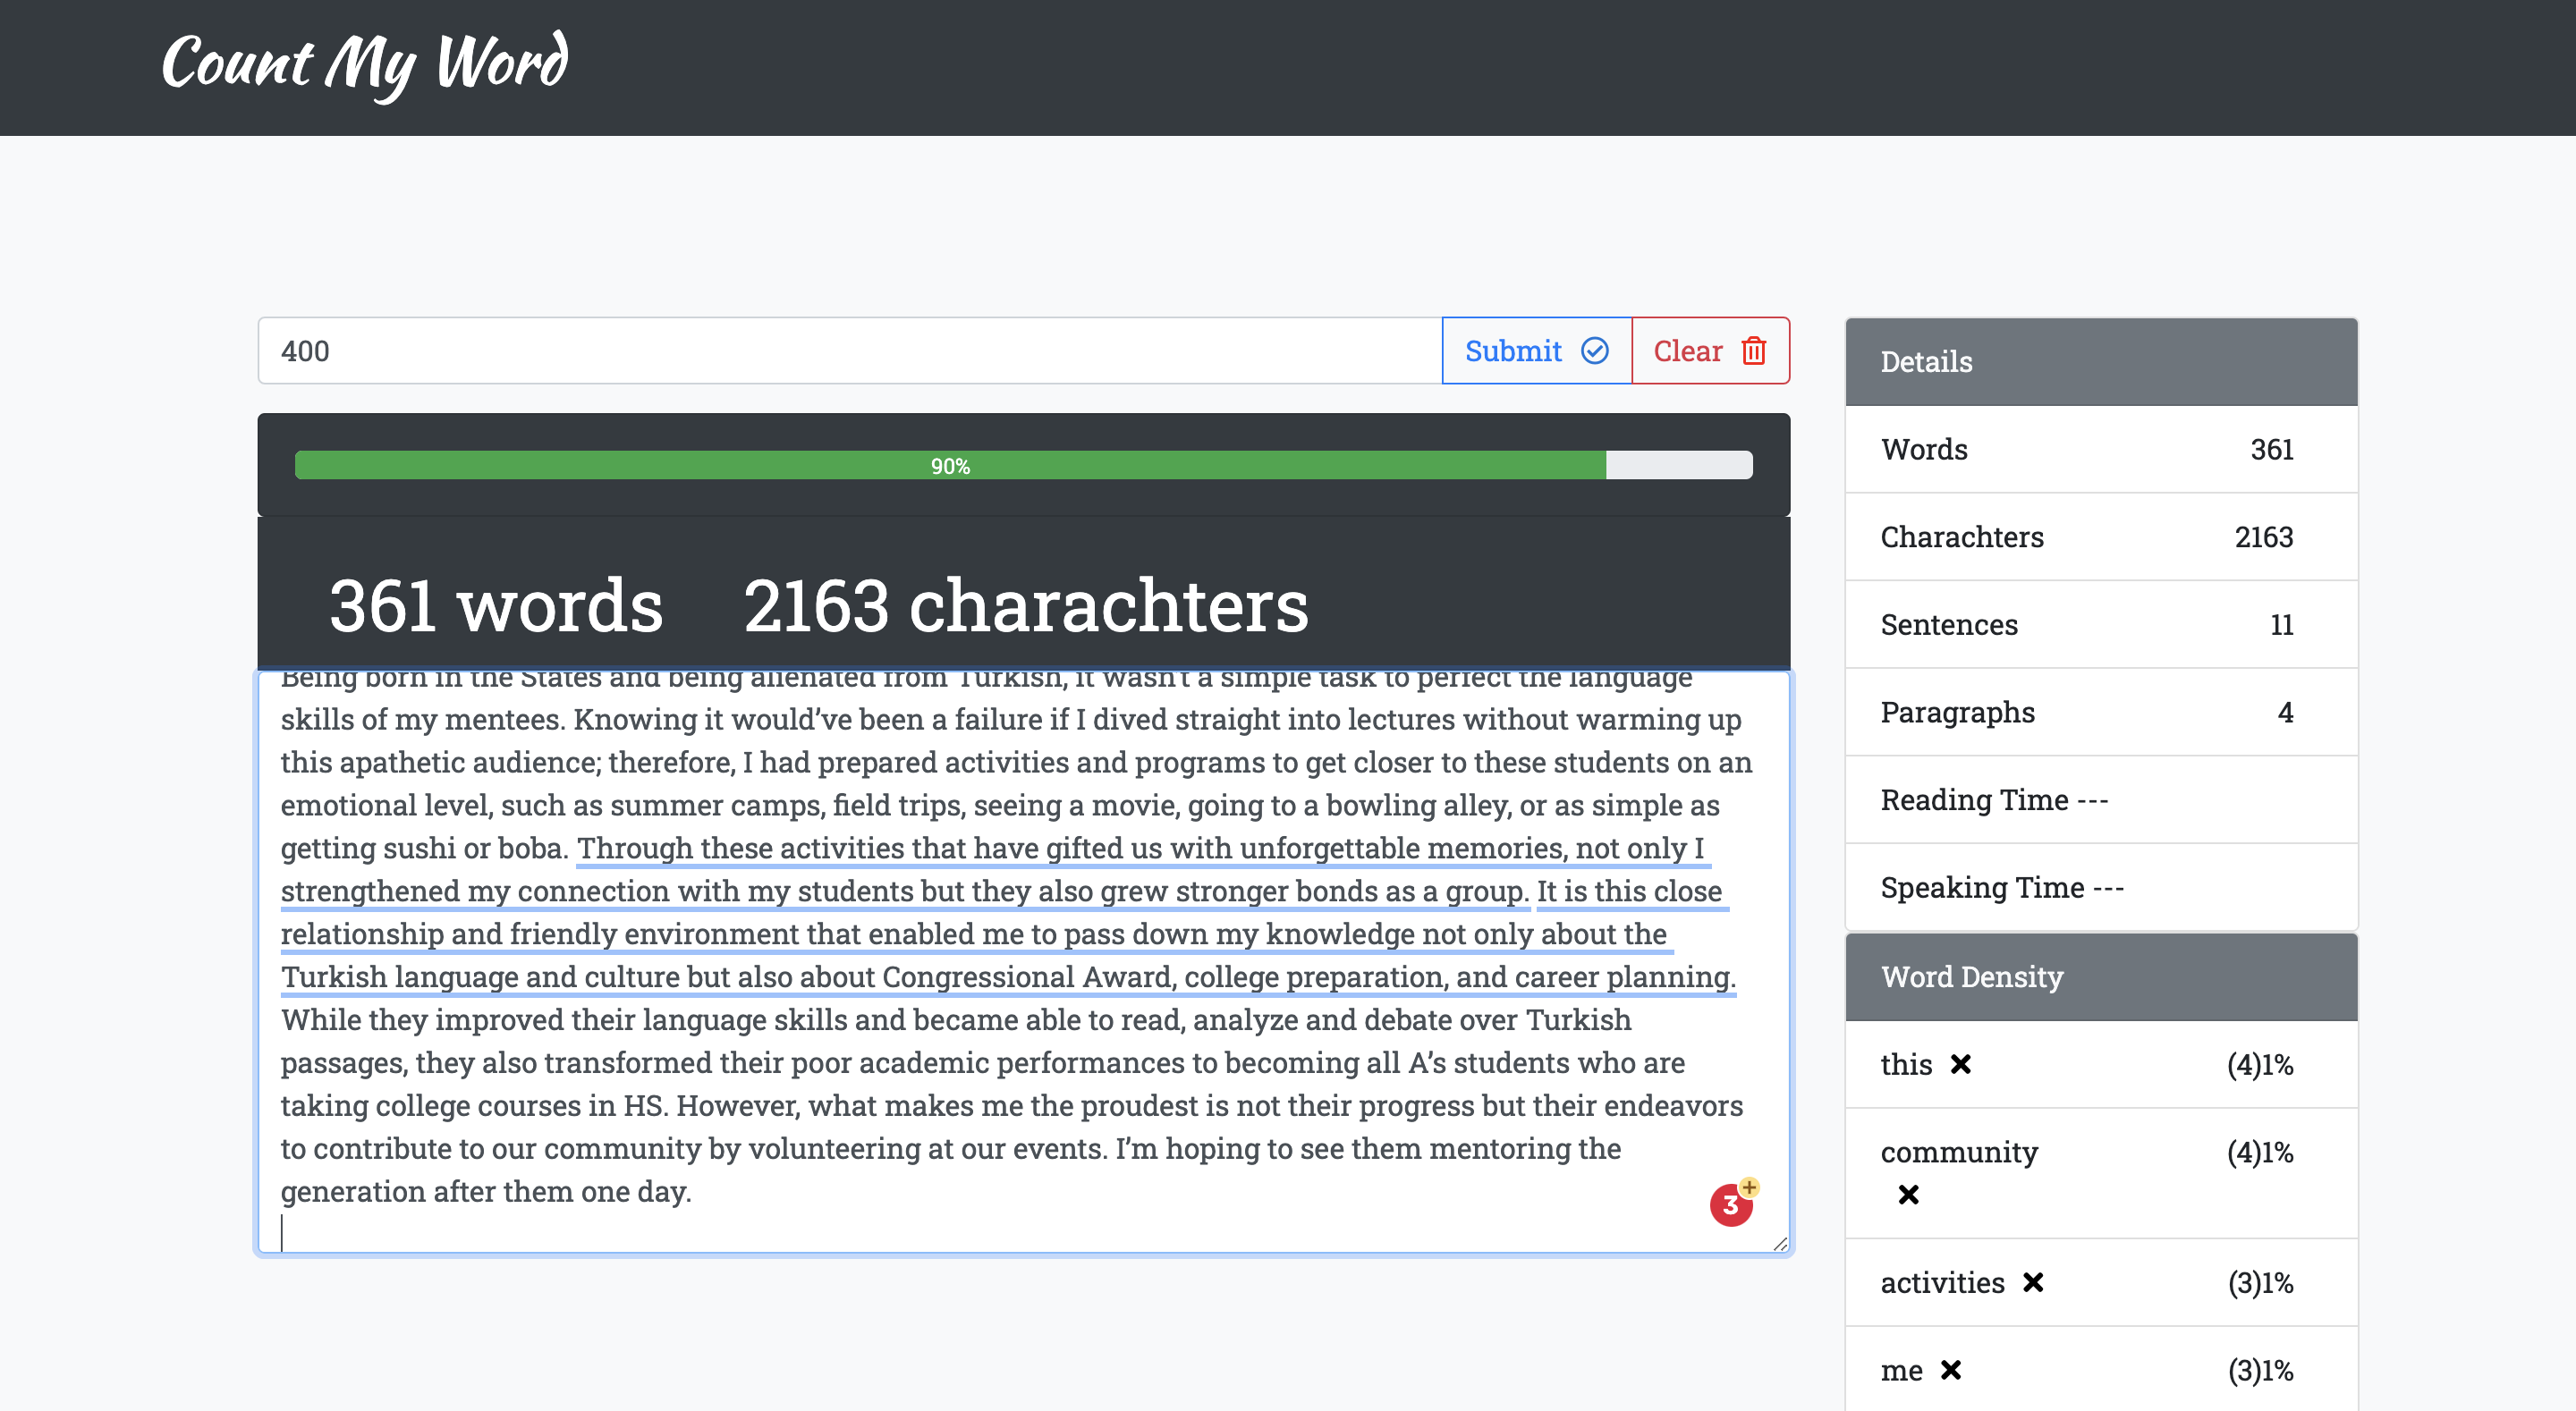 Count My Word
400
Submit
Clear
90%
361 words 2163 charachters
Being born in the States and being alienated from Turkish, it wasn't a simple task to perfect the language
skills of my mentees. Knowing it would’ve been a failure if I dived straight into lectures without warming up
this apathetic audience; therefore, I had prepared activities and programs to get closer to these students on an
emotional level, such as summer camps, field trips, seeing a movie, going to a bowling alley, or as simple as
getting sushi or boba. Through these activities that have gifted us with unforgettable memories, not only I
strengthened my connection with my students but they also grew stronger bonds as a group. It is this close
relationship and friendly environment that enabled me to pass down my knowledge not only about the
Turkish language and culture but also about Congressional Award, college preparation, and career planning.
While they improved their language skills and became able to read, analyze and debate over Turkish
passages, they also transformed their poor academic performances to becoming all A’s students who are
taking college courses in HS. However, what makes me the proudest is not their progress but their endeavors
to contribute to our community by volunteering at our events. I’m hoping to see them mentoring the
generation after them one day.
3
+
Details
Words 361
Charachters 2163
Sentences 11
Paragraphs 4
Reading Time ---
Speaking Time ---
Word Density
this (4)1%
community (4)1%
activities (3)1%
me (3)1%